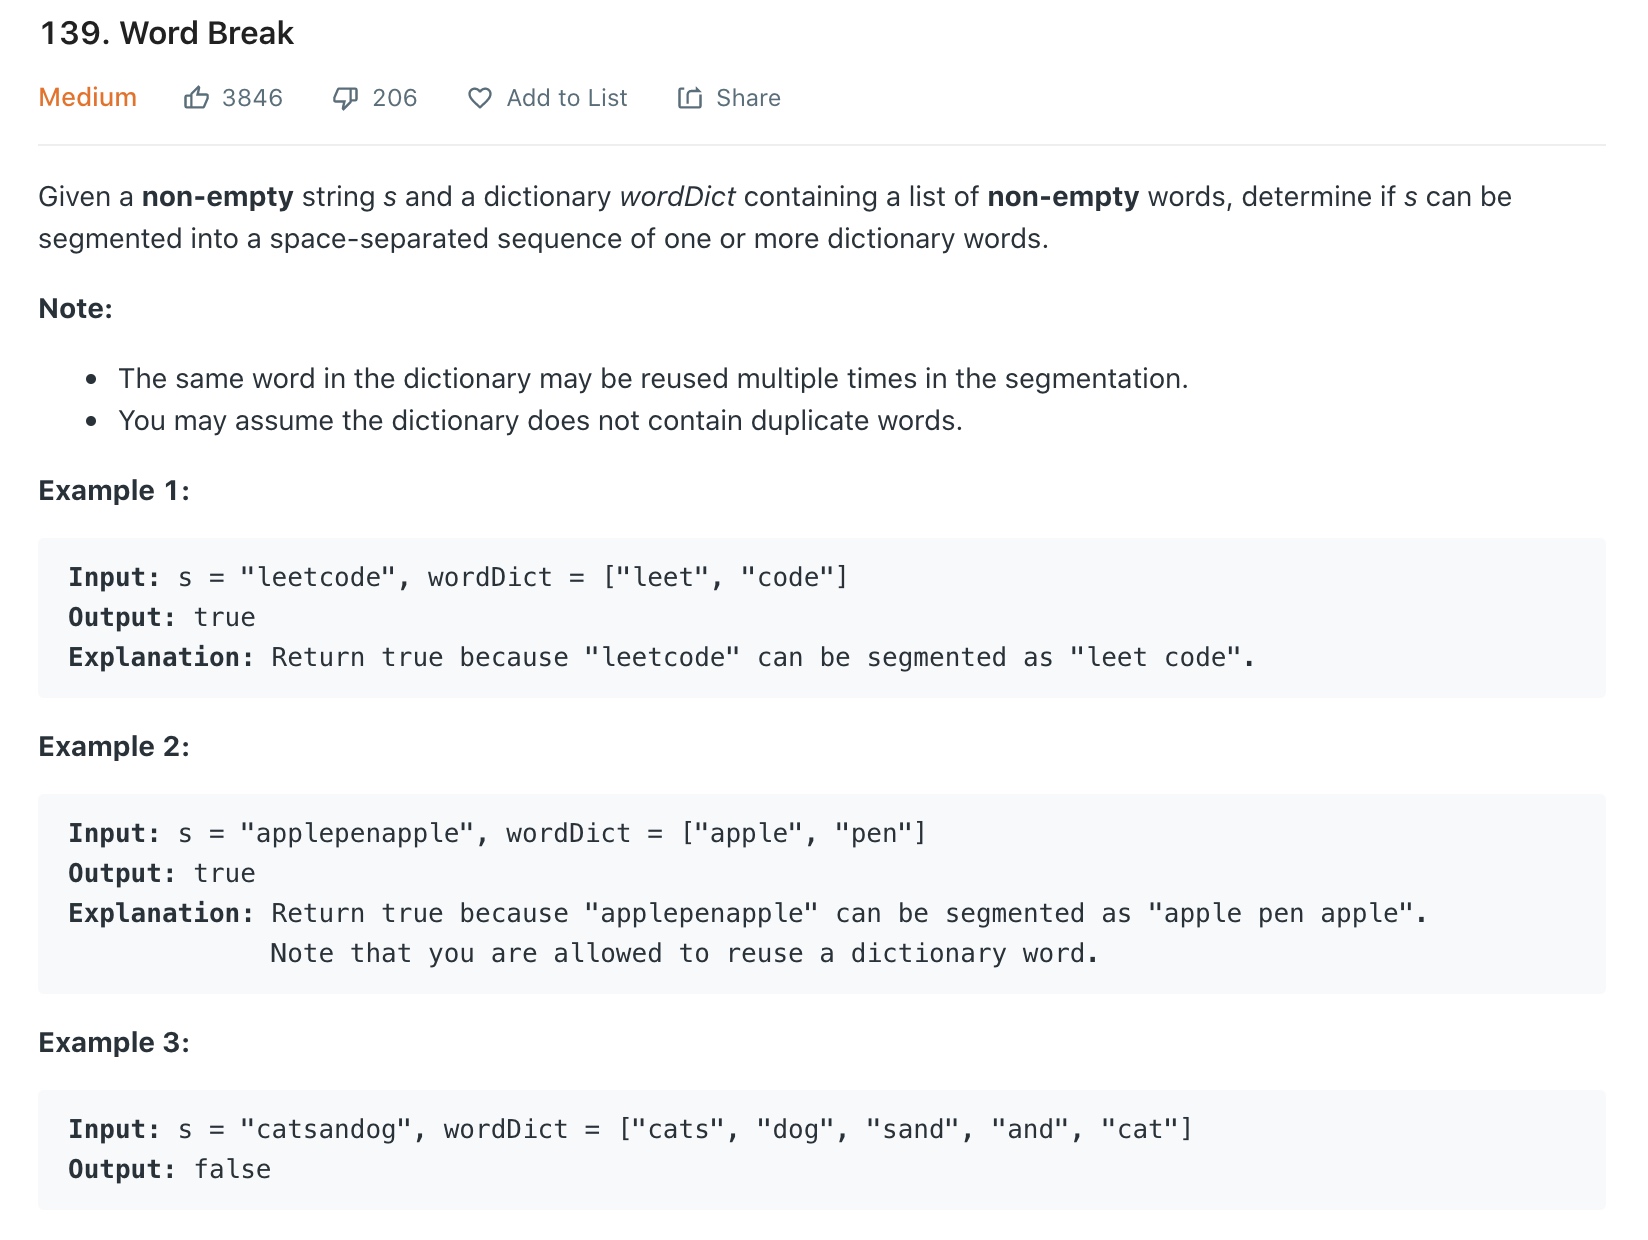 139. Word Break
Medium 3846 206 Add to List Share
Given a non-empty string s and a dictionary wordDict containing a list of non-empty words, determine if s can be
segmented into a space-separated sequence of one or more dictionary words.
Note:
• The same word in the dictionary may be reused multiple times in the segmentation.
• You may assume the dictionary does not contain duplicate words.
Example 1:
Input: s = "leetcode", wordDict = ["leet", "code"]
Output: true
Explanation: Return true because "leetcode" can be segmented as "leet code".
Example 2:
Input: s = "applepenapple", wordDict = ["apple", "pen"]
Output: true
Explanation: Return true because "applepenapple" can be segmented as "apple pen apple".
Note that you are allowed to reuse a dictionary word.
Example 3:
Input: s = "catsandog", wordDict = ["cats", "dog", "sand", "and", "cat"]
Output: false